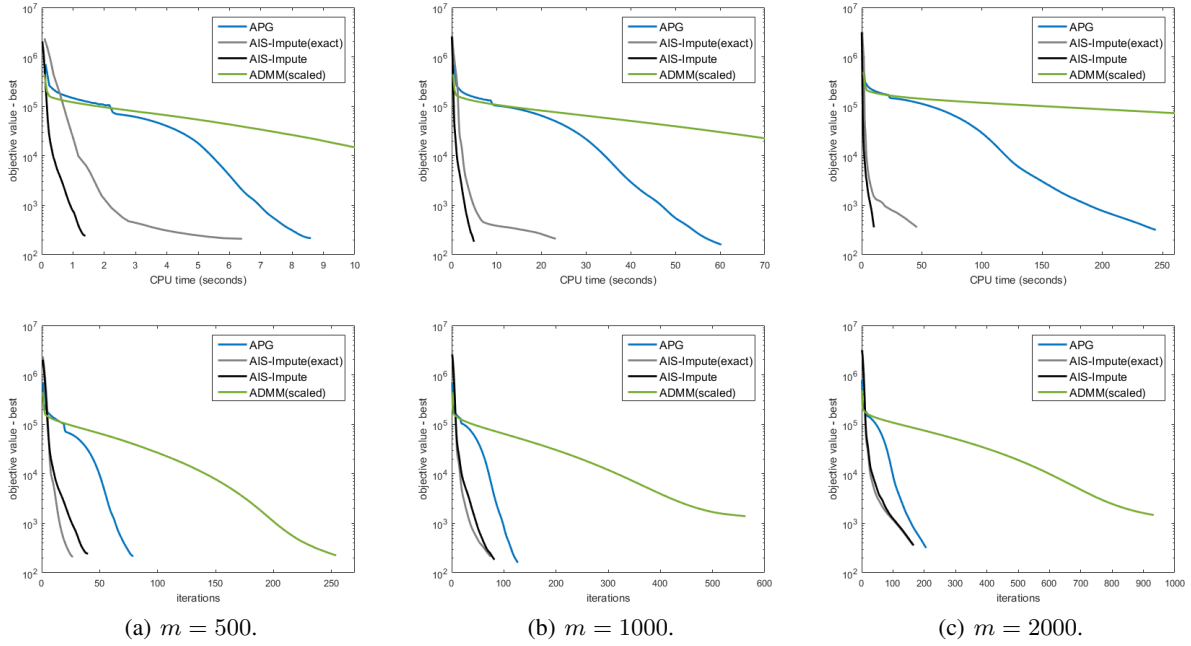 objective value - best
10^7
10^6
10^5
10^4
10^3
10^2
0 1 2 3 4 5 6 7 8 9 10
CPU time (seconds)
APG
AIS-Impute(exact)
AIS-Impute
ADMM(scaled)
objective value - best
10^7
10^6
10^5
10^4
10^3
10^2
0 10 20 30 40 50 60 70
CPU time (seconds)
APG
AIS-Impute(exact)
AIS-Impute
ADMM(scaled)
objective value - best
10^7
10^6
10^5
10^4
10^3
10^2
0 50 100 150 200 250
CPU time (seconds)
APG
AIS-Impute(exact)
AIS-Impute
ADMM(scaled)
objective value - best
10^7
10^6
10^5
10^4
10^3
10^2
0 50 100 150 200 250
iterations
APG
AIS-Impute(exact)
AIS-Impute
ADMM(scaled)
objective value - best
10^7
10^6
10^5
10^4
10^3
10^2
0 100 200 300 400 500 600
iterations
APG
AIS-Impute(exact)
AIS-Impute
ADMM(scaled)
objective value - best
10^7
10^6
10^5
10^4
10^3
10^2
0 100 200 300 400 500 600 700 800 900 1000
iterations
APG
AIS-Impute(exact)
AIS-Impute
ADMM(scaled)
(a) m = 500.
(b) m = 1000.
(c) m = 2000.